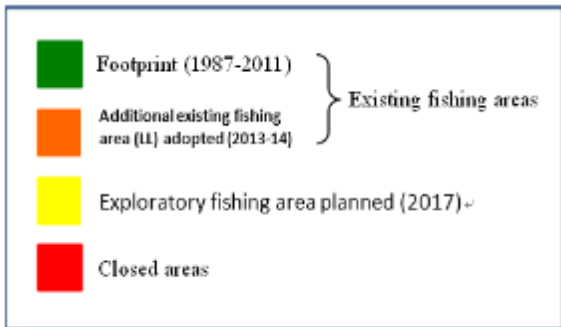 Footprint (1987-2011)
Existing fishing areas
Additional existing fishing
area (LL) adopted (2013-14)
Exploratory fishing area planned (2017)↵
Closed areas